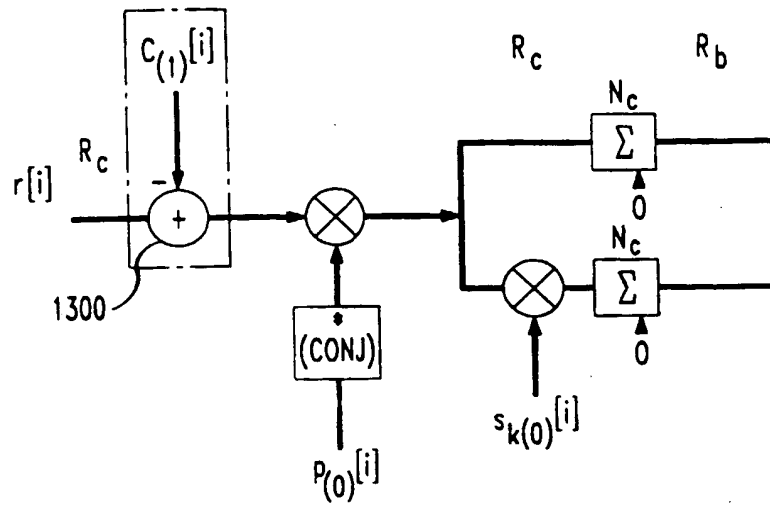 C(1)[i]
Rc
Rb
Rc
Nc
r[i]
−
+
Σ
0
Nc
1300
*
(CONJ)
Σ
0
sk(0)[i]
p(0)[i]